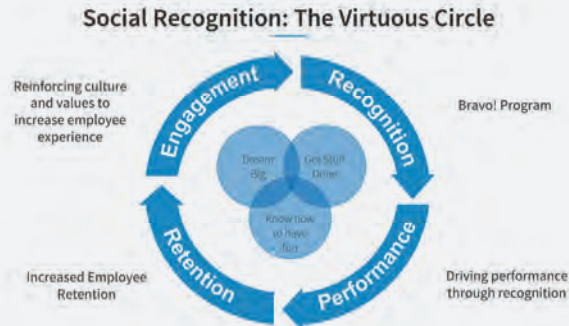 Social Recognition: The Virtuous Circle
Reinforcing culture
and values to
increase employee
experience
Engagement
Recognition
Bravo! Program
Dream
Big
Get Stuff
Done
Know how
to have
fun
Retention
Performance
Increased Employee
Retention
Driving performance
through recognition